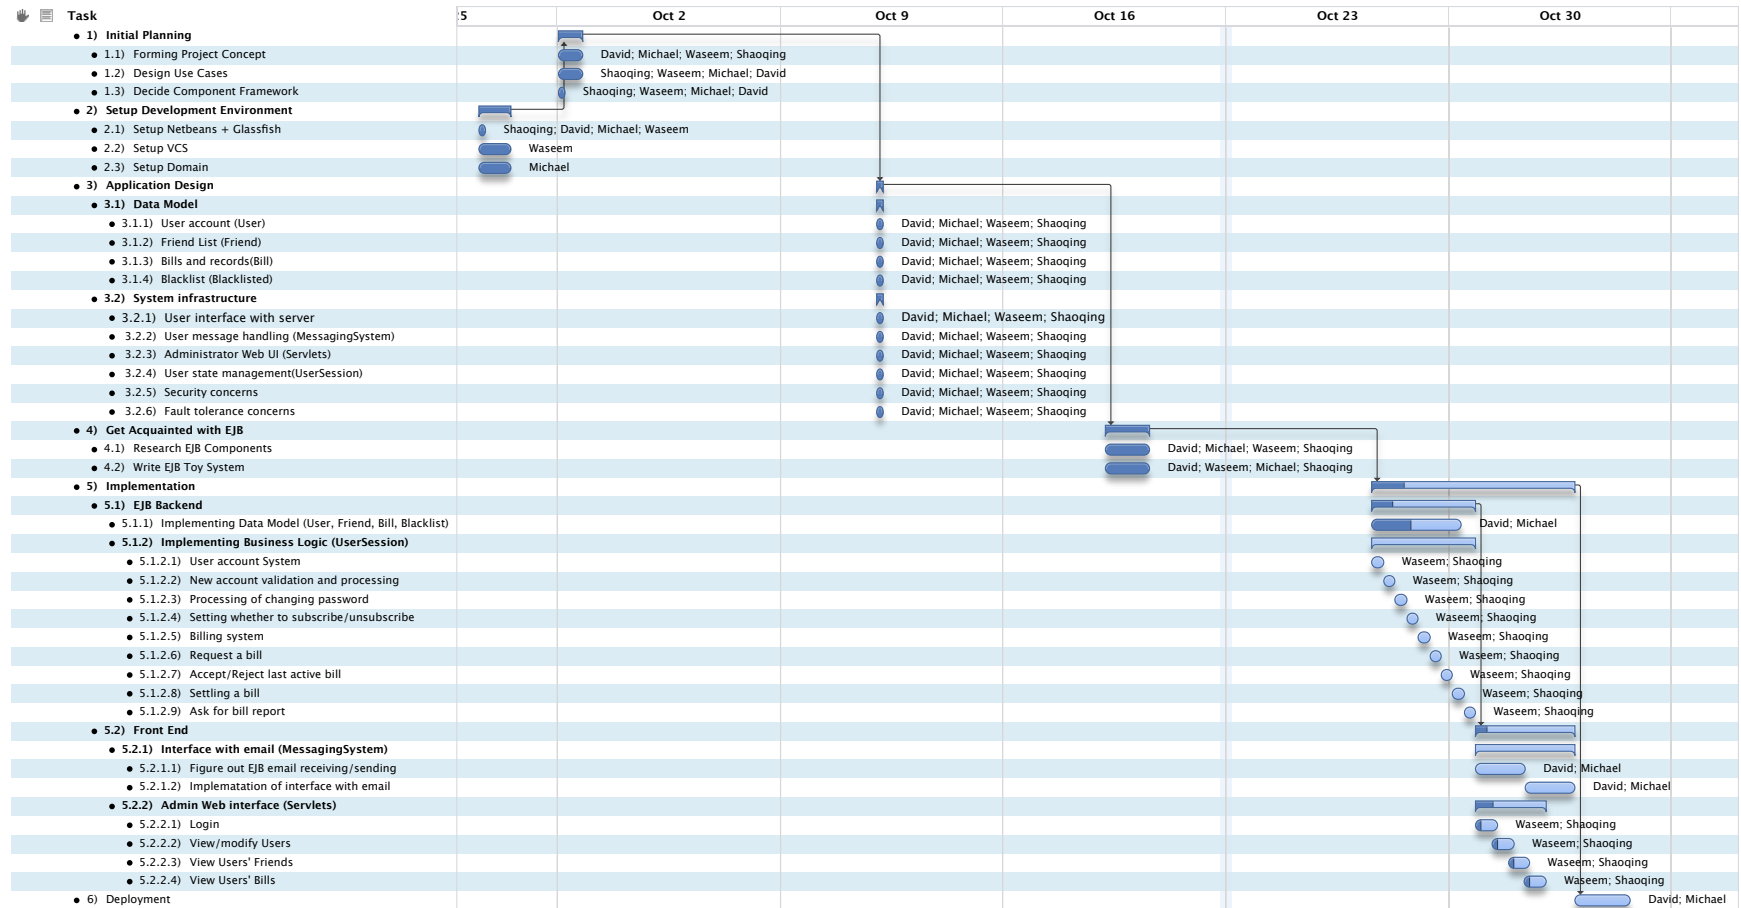 Task :5 Oct 2 Oct 9 Oct 16 Oct 23 Oct 30
1) Initial Planning
1.1) Forming Project Concept David; Michael; Waseem; Shaoqing
1.2) Design Use Cases Shaoqing; Waseem; Michael; David
1.3) Decide Component Framework Shaoqing; Waseem; Michael; David
2) Setup Development Environment
2.1) Setup Netbeans + Glassfish Shaoqing; David; Michael; Waseem
2.2) Setup VCS Waseem
2.3) Setup Domain Michael
3) Application Design
3.1) Data Model
3.1.1) User account (User) David; Michael; Waseem; Shaoqing
3.1.2) Friend List (Friend) David; Michael; Waseem; Shaoqing
3.1.3) Bills and records(Bill) David; Michael; Waseem; Shaoqing
3.1.4) Blacklist (Blacklisted) David; Michael; Waseem; Shaoqing
3.2) System infrastructure
3.2.1) User interface with server David; Michael; Waseem; Shaoqing
3.2.2) User message handling (MessagingSystem) David; Michael; Waseem; Shaoqing
3.2.3) Administrator Web UI (Servlets) David; Michael; Waseem; Shaoqing
3.2.4) User state management(UserSession) David; Michael; Waseem; Shaoqing
3.2.5) Security concerns David; Michael; Waseem; Shaoqing
3.2.6) Fault tolerance concerns David; Michael; Waseem; Shaoqing
4) Get Acquainted with EJB
4.1) Research EJB Components David; Michael; Waseem; Shaoqing
4.2) Write EJB Toy System David; Waseem; Michael; Shaoqing
5) Implementation
5.1) EJB Backend
5.1.1) Implementing Data Model (User, Friend, Bill, Blacklist) David; Michael
5.1.2) Implementing Business Logic (UserSession)
5.1.2.1) User account System Waseem; Shaoqing
5.1.2.2) New account validation and processing Waseem; Shaoqing
5.1.2.3) Processing of changing password Waseem; Shaoqing
5.1.2.4) Setting whether to subscribe/unsubscribe Waseem; Shaoqing
5.1.2.5) Billing system Waseem; Shaoqing
5.1.2.6) Request a bill Waseem; Shaoqing
5.1.2.7) Accept/Reject last active bill Waseem; Shaoqing
5.1.2.8) Settling a bill Waseem; Shaoqing
5.1.2.9) Ask for bill report Waseem; Shaoqing
5.2) Front End
5.2.1) Interface with email (MessagingSystem)
5.2.1.1) Figure out EJB email receiving/sending David; Michael
5.2.1.2) Implematation of interface with email David; Michael
5.2.2) Admin Web interface (Servlets)
5.2.2.1) Login Waseem; Shaoqing
5.2.2.2) View/modify Users Waseem; Shaoqing
5.2.2.3) View Users' Friends Waseem; Shaoqing
5.2.2.4) View Users' Bills Waseem; Shaoqing
6) Deployment David; Michael